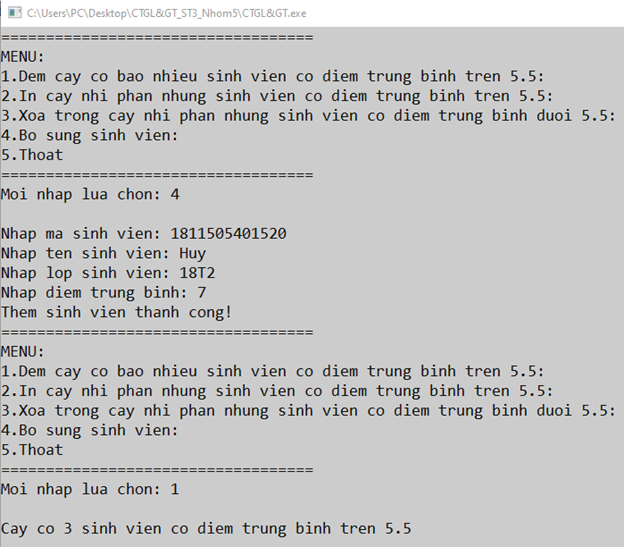 C:\Users\PC\Desktop\CTGL&GT_ST3_Nhom5\CTGL&GT.exe
===================================
MENU:
1.Dem cay co bao nhieu sinh vien co diem trung binh tren 5.5:
2.In cay nhi phan nhung sinh vien co diem trung binh tren 5.5:
3.Xoa trong cay nhi phan nhung sinh vien co diem trung binh duoi 5.5:
4.Bo sung sinh vien:
5.Thoat
===================================
Moi nhap lua chon: 4
Nhap ma sinh vien: 1811505401520
Nhap ten sinh vien: Huy
Nhap lop sinh vien: 18T2
Nhap diem trung binh: 7
Them sinh vien thanh cong!
===================================
MENU:
1.Dem cay co bao nhieu sinh vien co diem trung binh tren 5.5:
2.In cay nhi phan nhung sinh vien co diem trung binh tren 5.5:
3.Xoa trong cay nhi phan nhung sinh vien co diem trung binh duoi 5.5:
4.Bo sung sinh vien:
5.Thoat
===================================
Moi nhap lua chon: 1
Cay co 3 sinh vien co diem trung binh tren 5.5